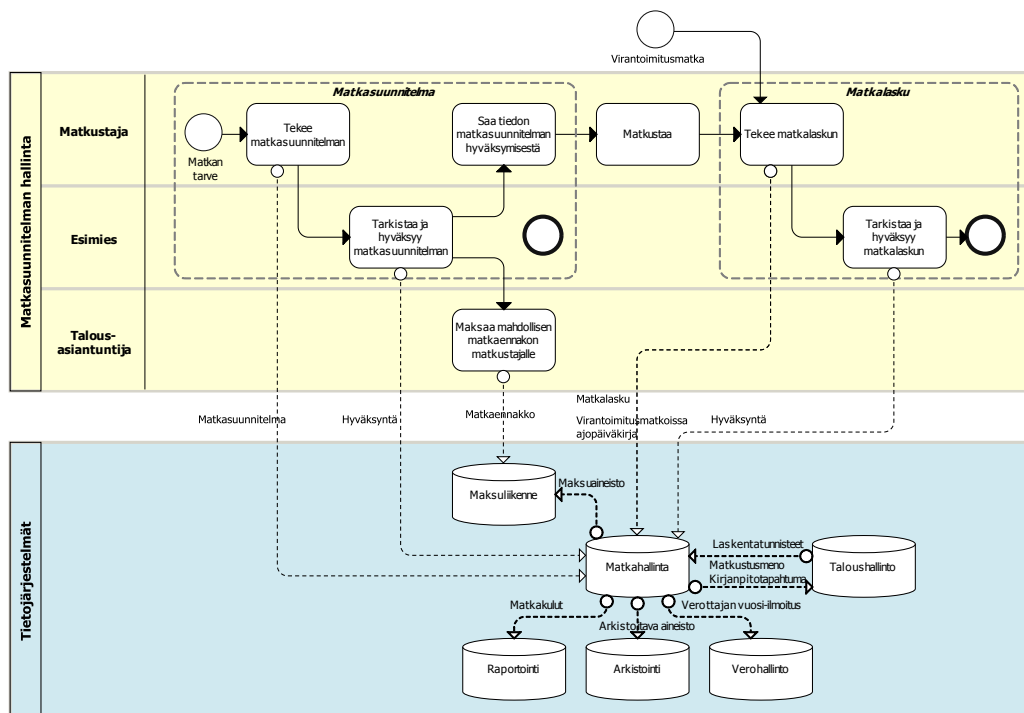 Virantoimitusmatka
Matkasuunnitelman hallinta
Matkustaja
Esimies
Talous-
asiantuntija
Matkasuunnitelma
Matkalasku
Matkan
tarve
Tekee
matkasuunnitelman
Saa tiedon
matkasuunnitelman
hyväksymisestä
Matkustaa
Tekee matkalaskun
Tarkistaa ja
hyväksyy
matkasuunnitelman
Tarkistaa ja
hyväksyy
matkalaskun
Maksaa mahdollisen
matkaennakon
matkustajalle
Matkasuunnitelma
Hyväksyntä
Matkaennakko
Matkalasku
Virantoimitusmatkoissa
ajopäiväkirja
Hyväksyntä
Tietojärjestelmät
Maksuliikenne
Maksuaineisto
Matkahallinta
Laskentatunnisteet
Matkustusmeno
Kirjanpitotapahtuma
Taloushallinto
Matkakulut
Arkistoitava aineisto
Verottajan vuosi-ilmoitus
Raportointi
Arkistointi
Verohallinto